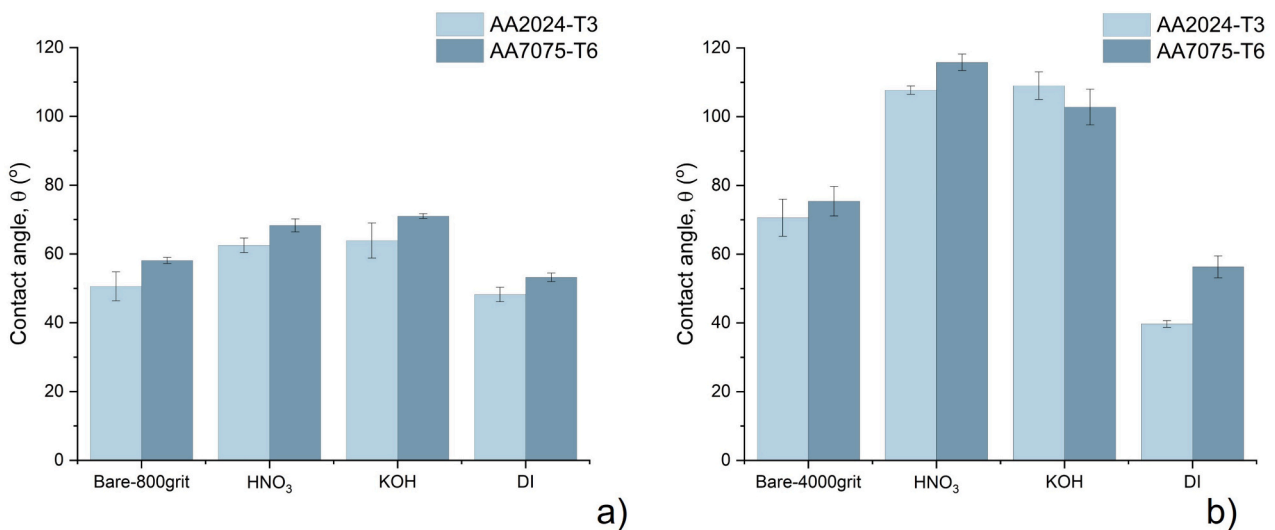 AA2024-T3
AA7075-T6
120
100
80
60
40
20
0
Contact angle, θ (º)
Bare-800grit HNO₃ KOH DI
a)
AA2024-T3
AA7075-T6
120
100
80
60
40
20
0
Contact angle, θ (º)
Bare-4000grit HNO₃ KOH DI
b)